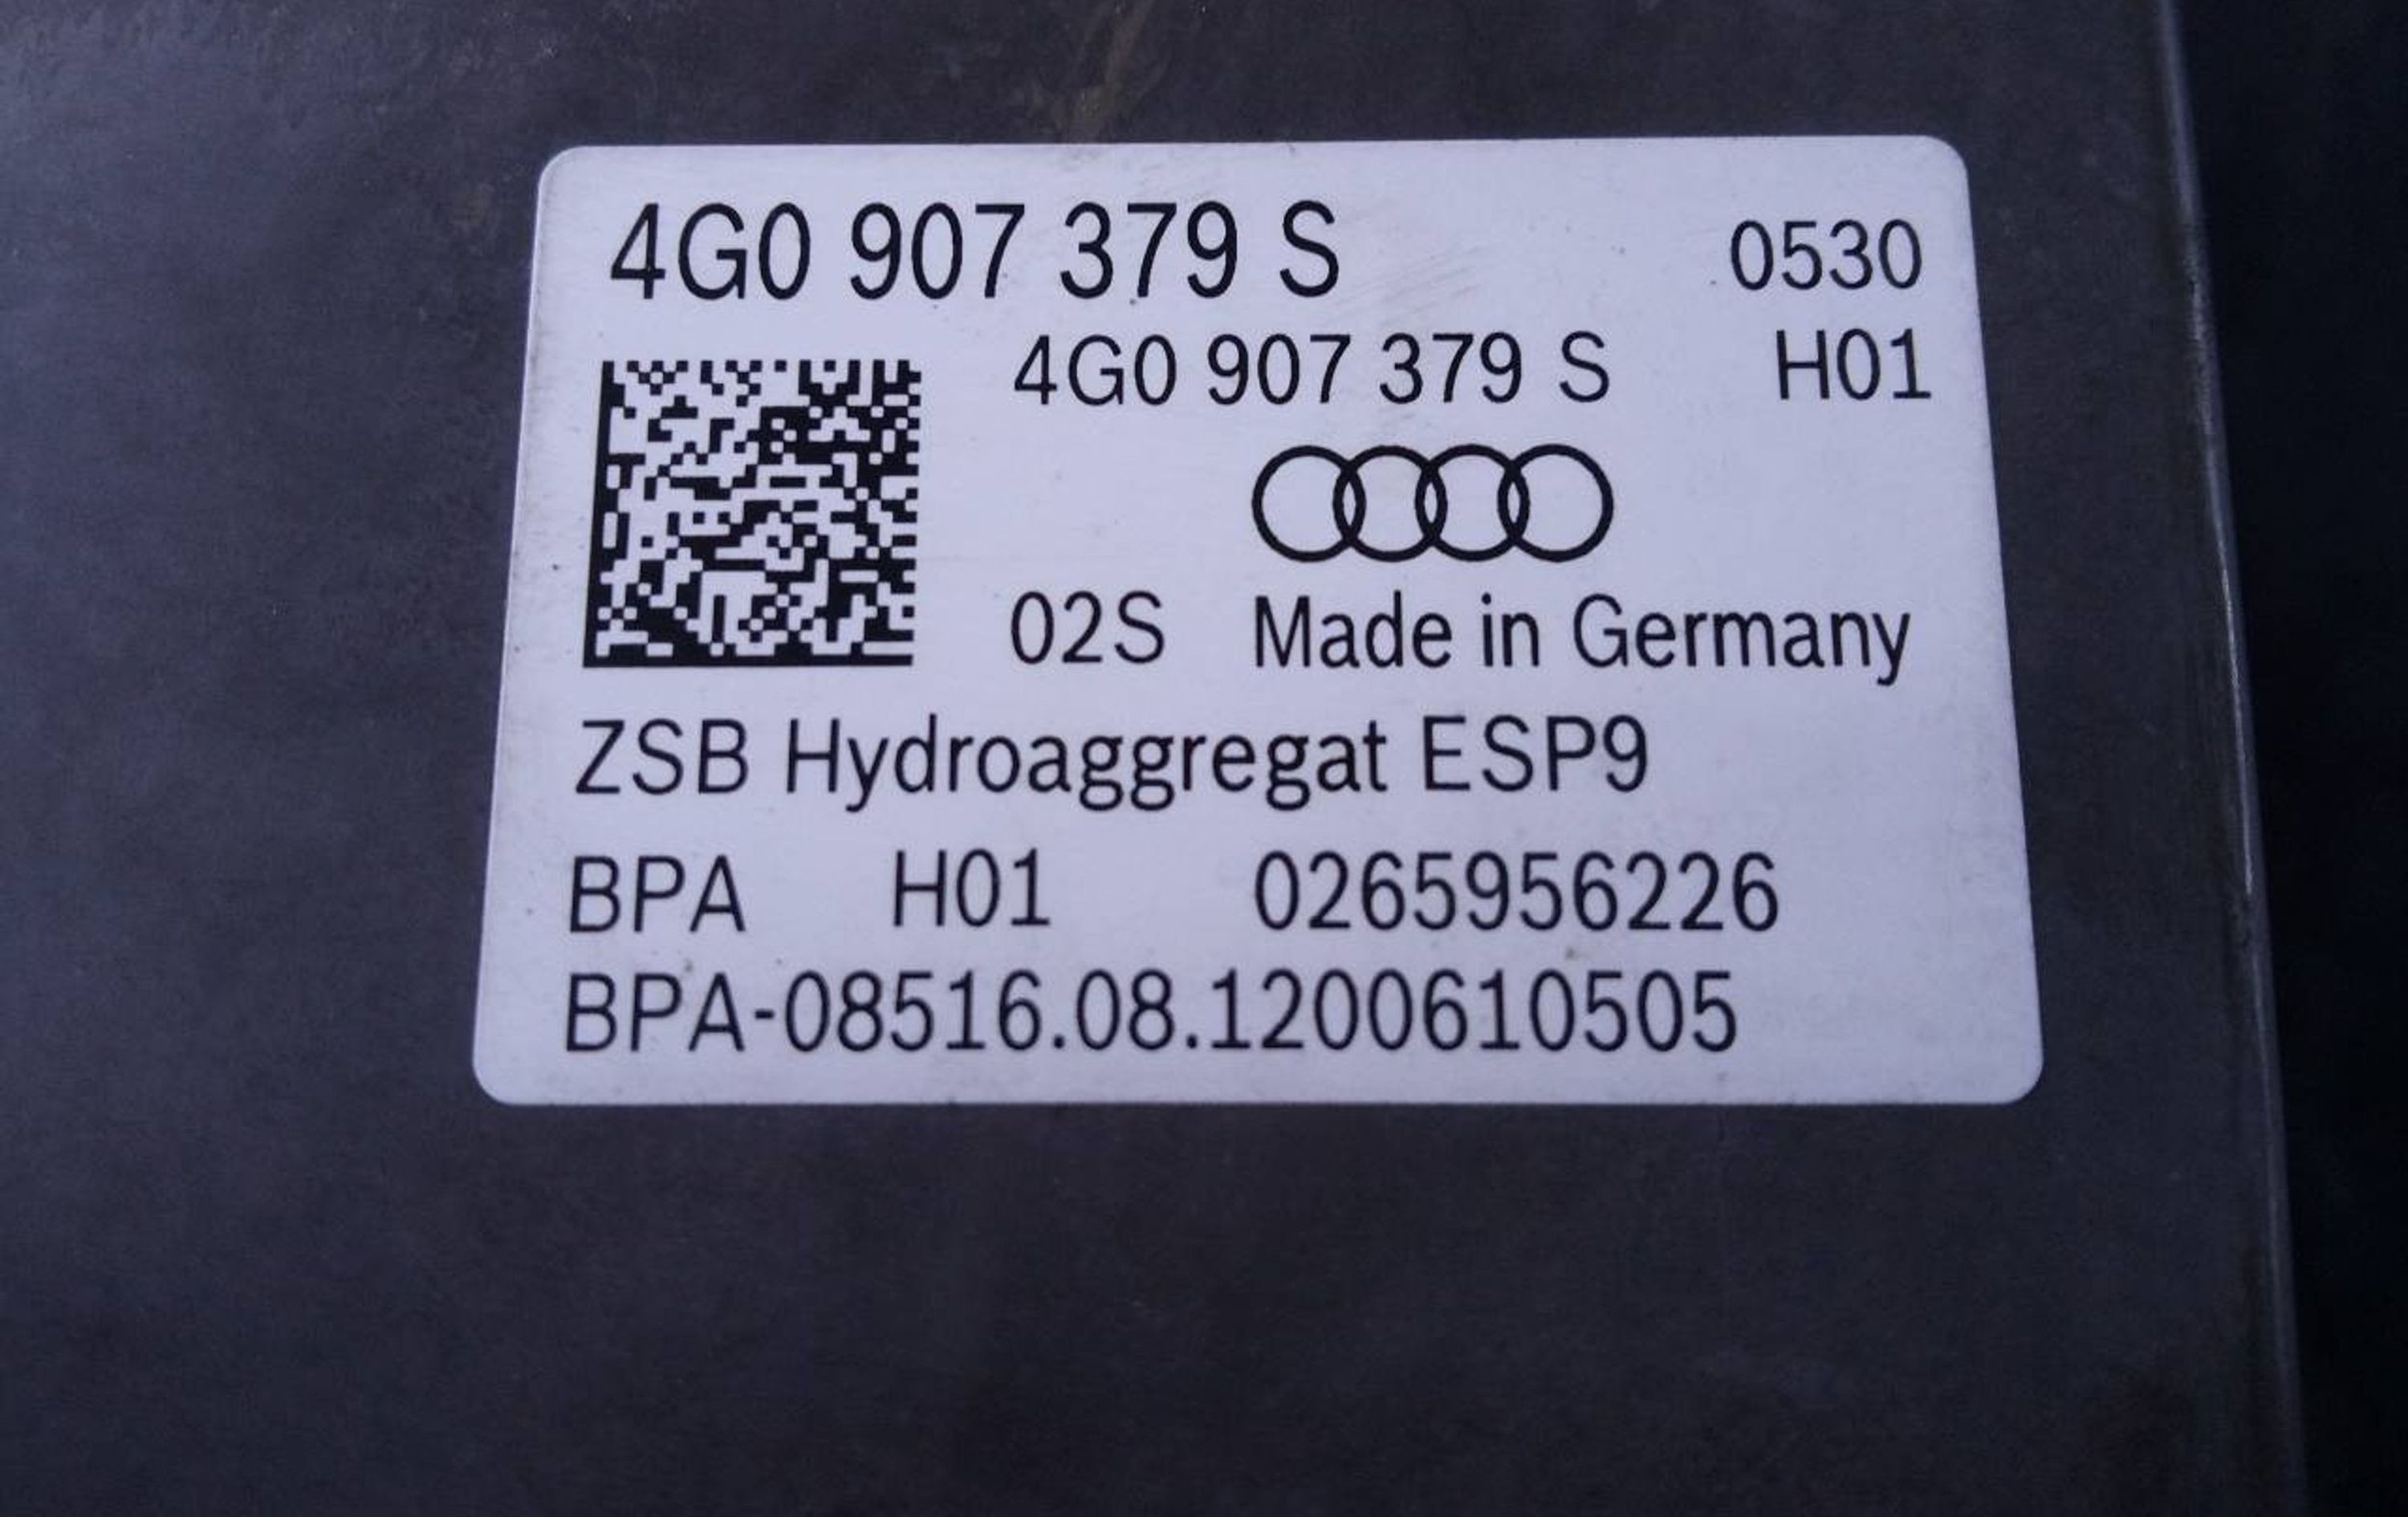 4G0 907 379 S 0530
4G0 907 379 S H01
02S Made in Germany
ZSB Hydroaggregat ESP9
BPA H01 0265956226
BPA-08516.08.1200610505